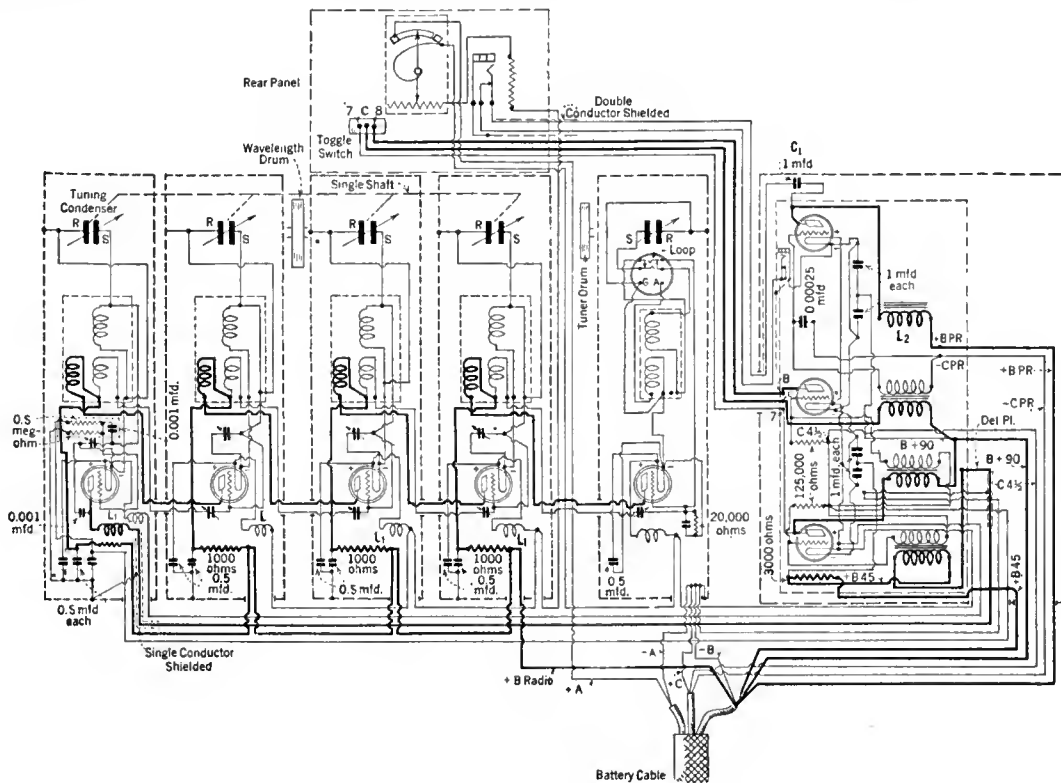 Rear Panel
7 C 8
Toggle
Switch
Double
Conductor Shielded
Wavelength
Drum
Single Shaft
C1
1 mfd
Tuning
Condenser
R
S
R
S
R
S
R
S
S
R
Loop
G A
Tuner Drum
0.00025
mfd
1 mfd
each
L2
+B PR
-C PR
+B PR
-C PR
Del Pl.
B
7
C 4½
B + 90
B + 90
-C 4½
125,000
ohms
1 mfd. each
3000 ohms
+B 45
+B 45
X
0.5
meg-
ohm
0.001 mfd.
0.001
mfd
L1
L
L1
L1
20,000
ohms
1000
ohms
0.5
mfd.
1000
ohms
0.5 mfd.
1000
ohms
0.5
mfd.
0.5
mfd
0.5 mfd
each
Single Conductor
Shielded
-A
-B
+C
+ B Radio
+ A
Battery Cable